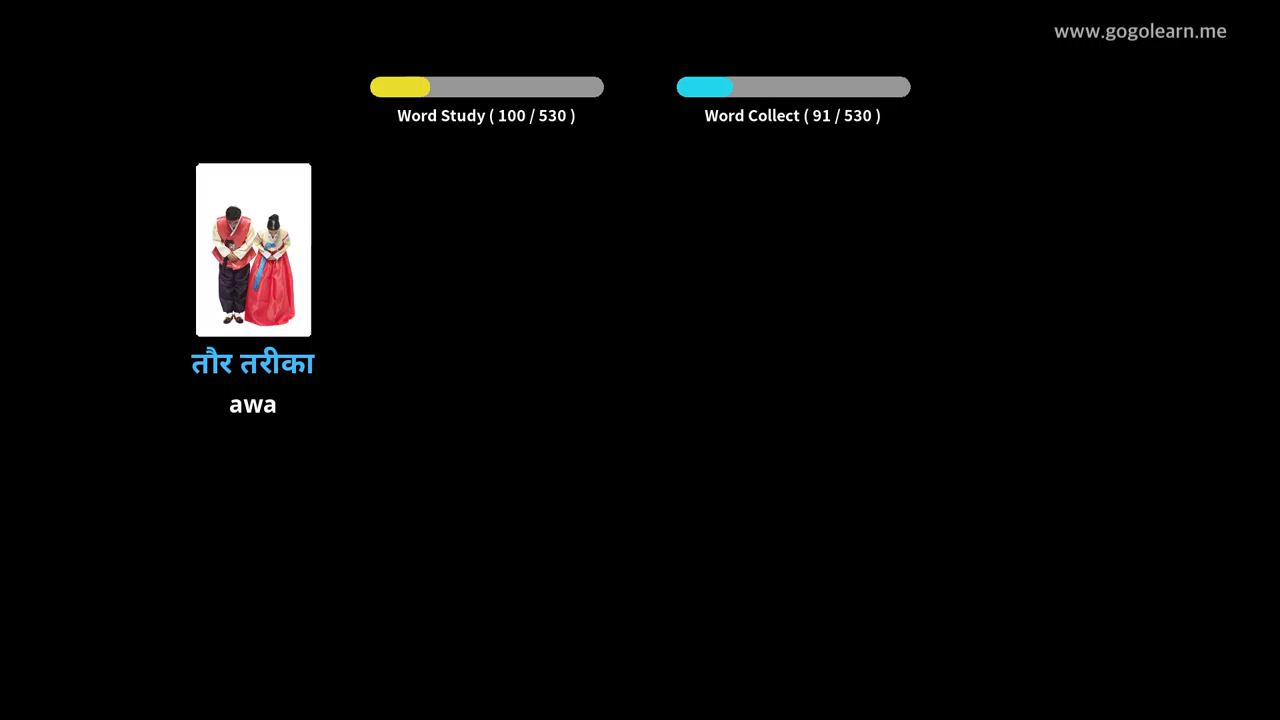 www.gogolearn.me
Word Study ( 100 / 530 )
Word Collect ( 91 / 530 )
तौर तरीका
awa